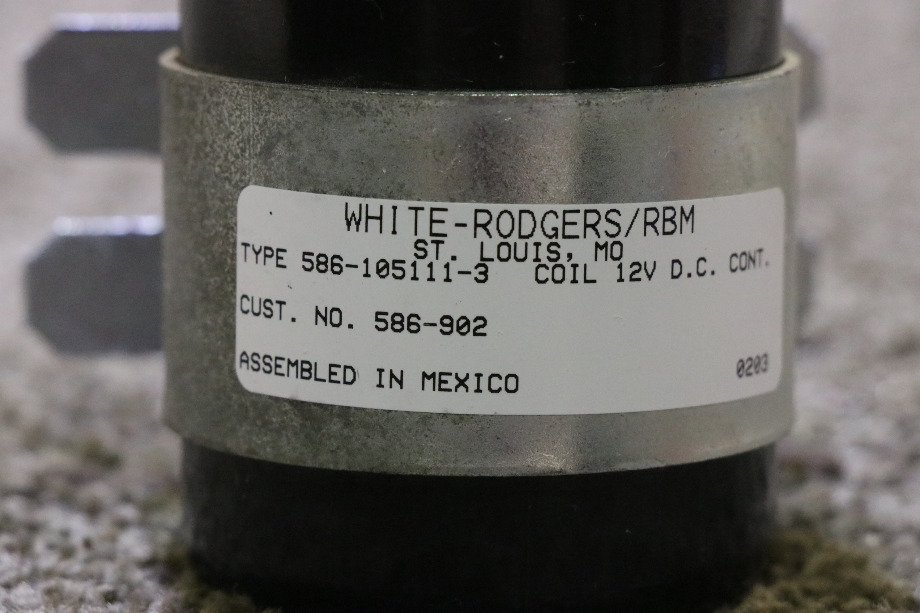 WHITE-RODGERS/RBM
ST. LOUIS, MO
TYPE 586-105111-3 COIL 12V D.C. CONT.
CUST. NO. 586-902
ASSEMBLED IN MEXICO 0203